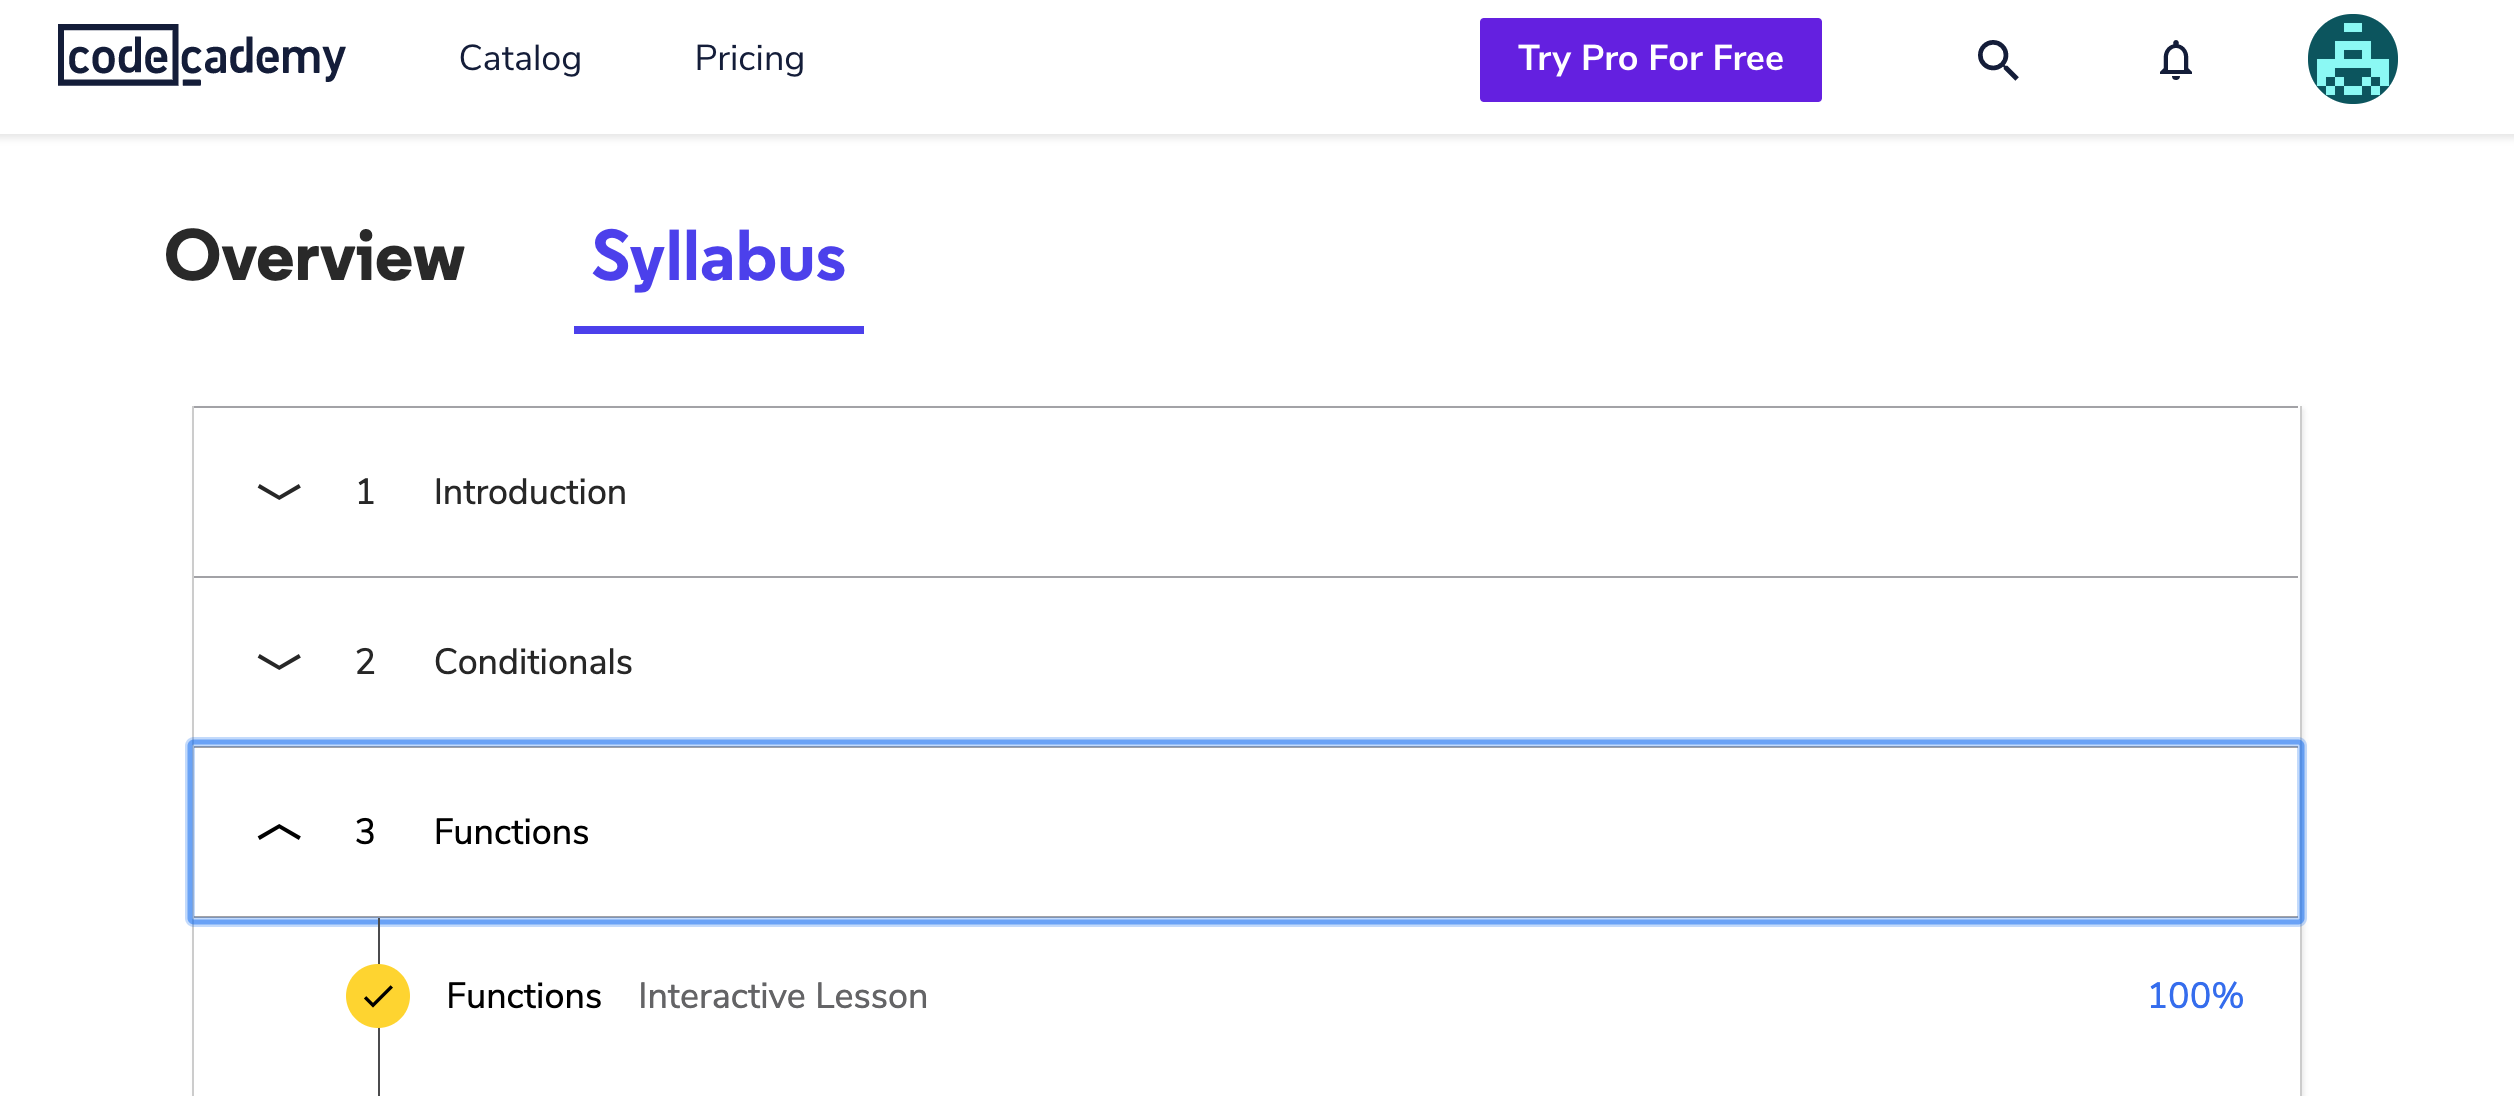 codecademy Catalog Pricing Try Pro For Free
Overview Syllabus
1 Introduction
2 Conditionals
3 Functions
Functions Interactive Lesson 100%